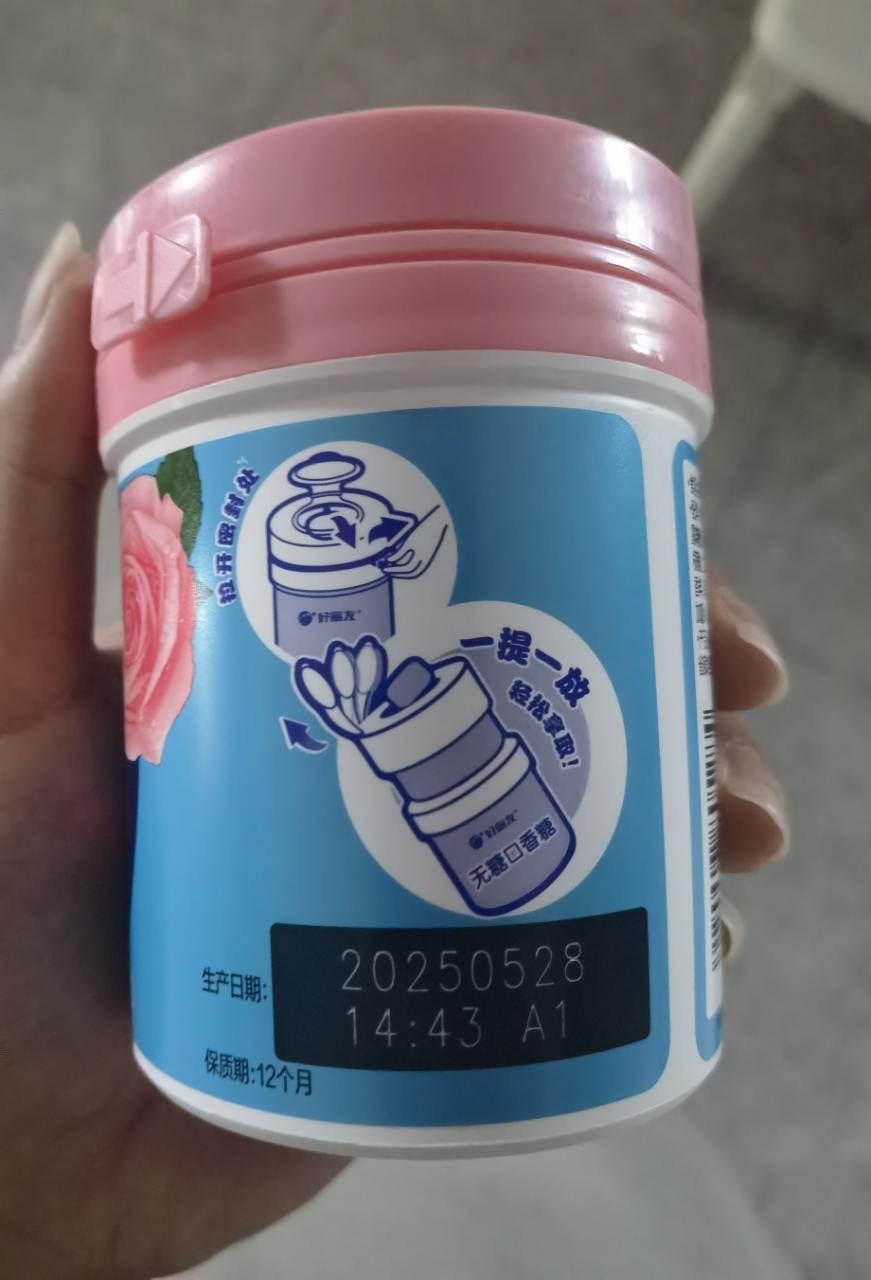 拉开密封处
好丽友
一提一放
轻松拿取!
好丽友
无糖口香糖
生产日期:
20250528
14:43 A1
保质期:12个月